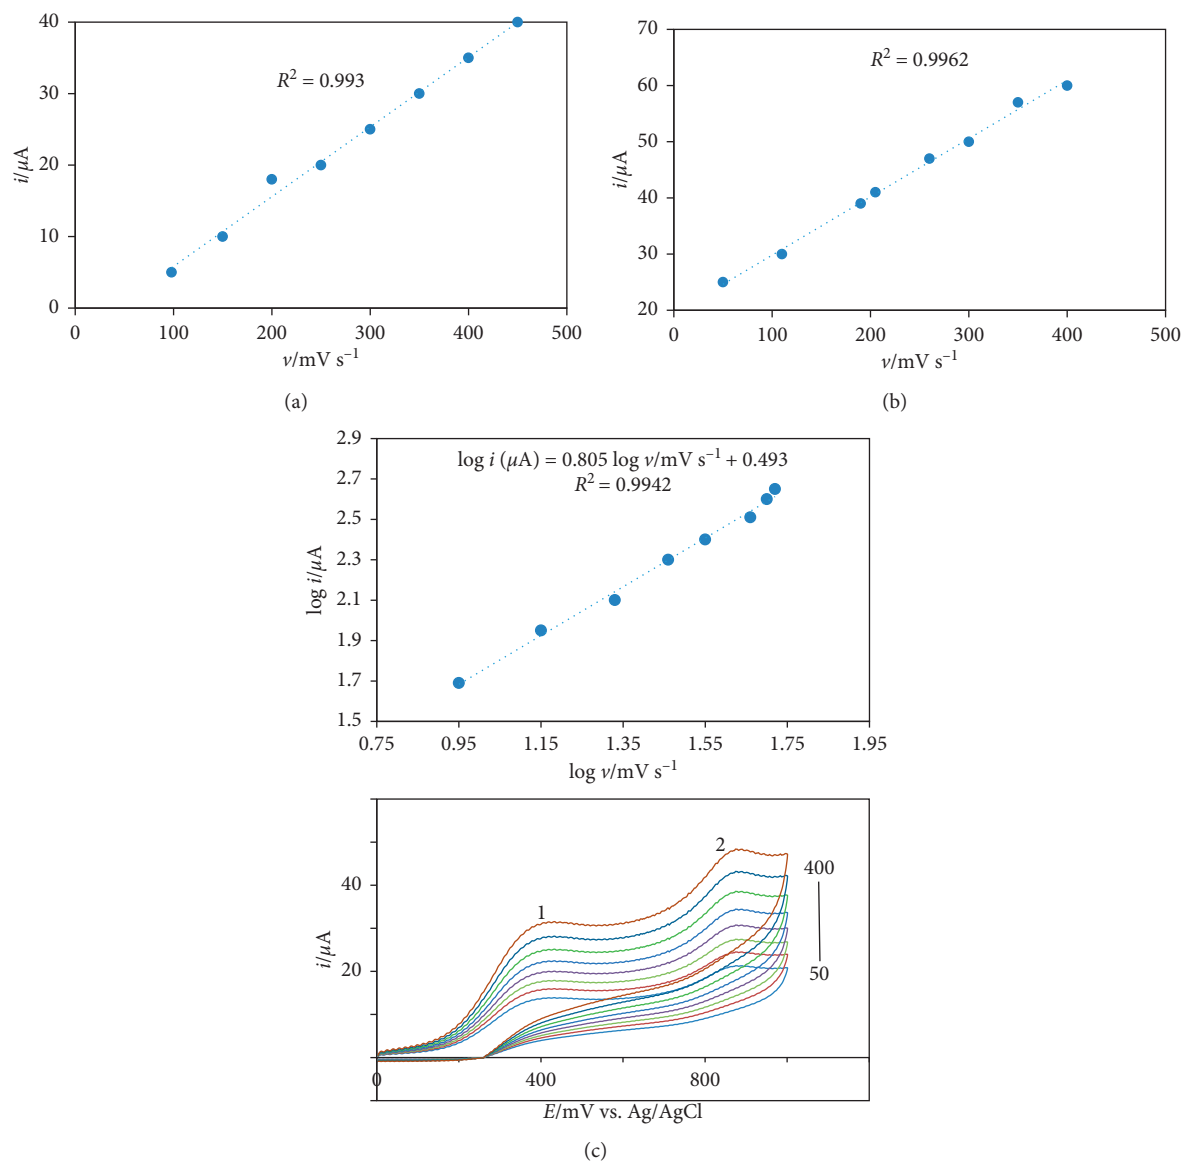 40
30
20
10
0
i/μA
R² = 0.993
0 100 200 300 400 500
ν/mV s⁻¹
(a)
70
60
50
40
30
20
i/μA
R² = 0.9962
0 100 200 300 400 500
ν/mV s⁻¹
(b)
2.9
2.7
2.5
2.3
2.1
1.9
1.7
1.5
log i/μA
log i (μA) = 0.805 log ν/mV s⁻¹ + 0.493
R² = 0.9942
0.75 0.95 1.15 1.35 1.55 1.75 1.95
log ν/mV s⁻¹
40
20
i/μA
1
2
400
50
0 400 800
E/mV vs. Ag/AgCl
(c)